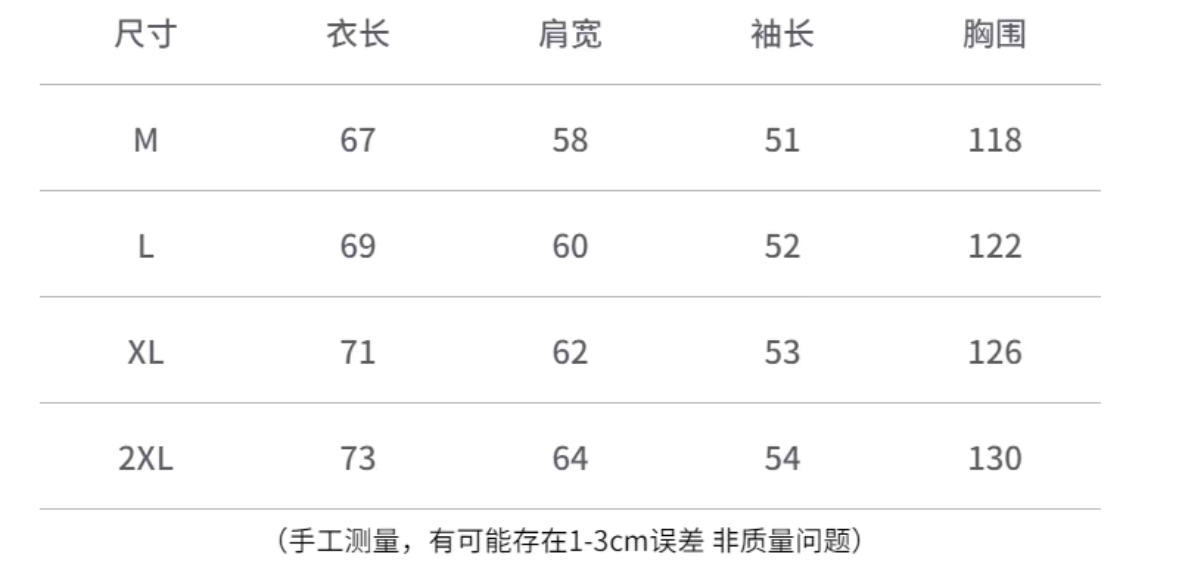 尺寸 衣长 肩宽 袖长 胸围
M 67 58 51 118
L 69 60 52 122
XL 71 62 53 126
2XL 73 64 54 130
（手工测量，有可能存在1-3cm误差 非质量问题）